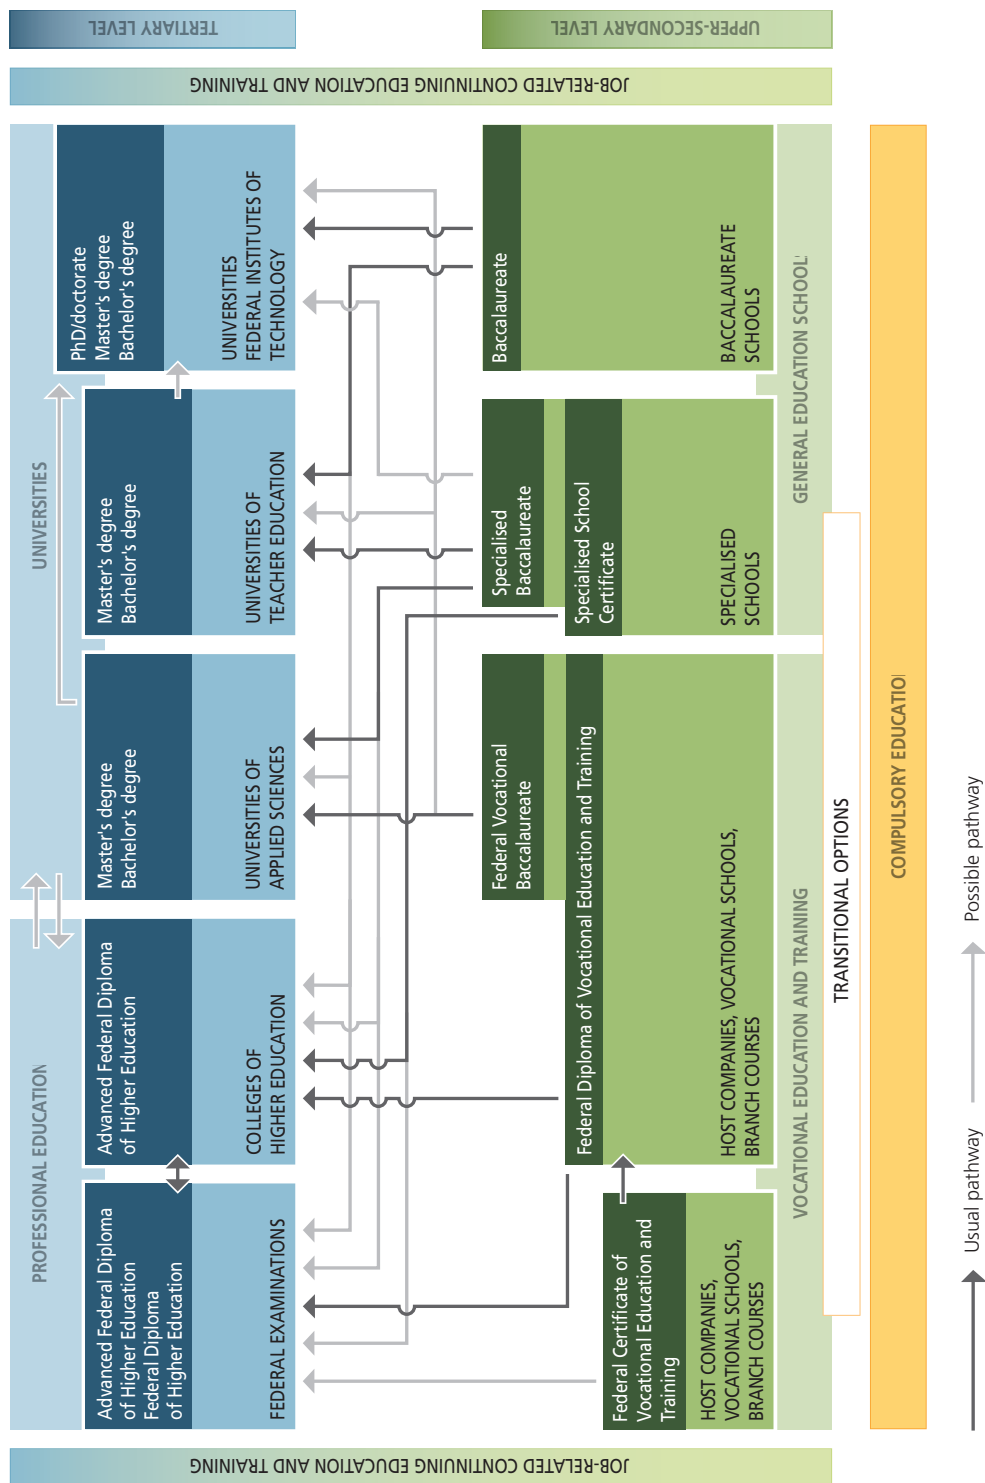 TERTIARY LEVEL
UPPER-SECONDARY LEVEL
JOB-RELATED CONTINUING EDUCATION AND TRAINING
PROFESSIONAL EDUCATION
UNIVERSITIES
Advanced Federal Diploma
of Higher Education
Federal Diploma
of Higher Education
FEDERAL EXAMINATIONS
Advanced Federal Diploma
of Higher Education
COLLEGES OF
HIGHER EDUCATION
Master's degree
Bachelor's degree
UNIVERSITIES OF
APPLIED SCIENCES
Master's degree
Bachelor's degree
UNIVERSITIES OF
TEACHER EDUCATION
PhD/doctorate
Master's degree
Bachelor's degree
UNIVERSITIES
FEDERAL INSTITUTES OF
TECHNOLOGY
Federal Certificate of
Vocational Education and
Training
HOST COMPANIES,
VOCATIONAL SCHOOLS,
BRANCH COURSES
Federal Vocational
Baccalaureate
Federal Diploma of Vocational Education and Training
HOST COMPANIES, VOCATIONAL SCHOOLS,
BRANCH COURSES
Specialised
Baccalaureate
Specialised School
Certificate
SPECIALISED
SCHOOLS
Baccalaureate
BACCALAUREATE
SCHOOLS
VOCATIONAL EDUCATION AND TRAINING
GENERAL EDUCATION SCHOOL
TRANSITIONAL OPTIONS
COMPULSORY EDUCATIO
Usual pathway
Possible pathway
JOB-RELATED CONTINUING EDUCATION AND TRAINING